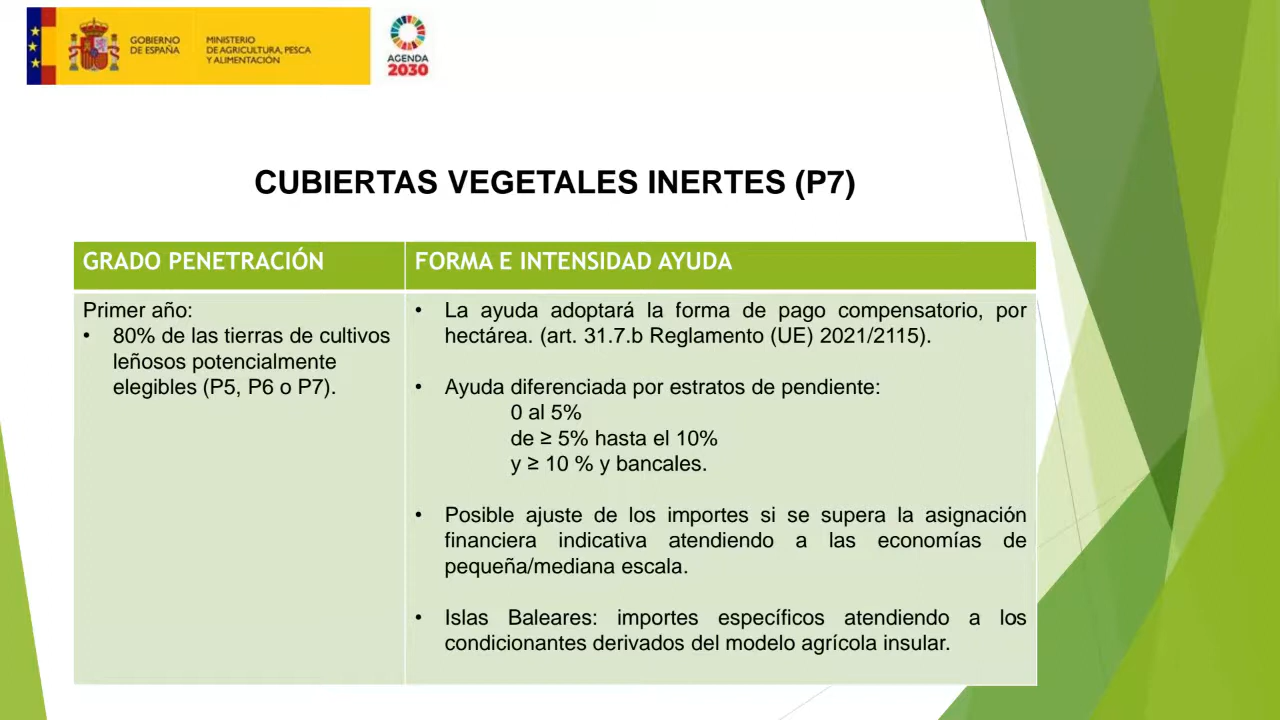 GOBIERNO
DE ESPAÑA
MINISTERIO
DE AGRICULTURA, PESCA
Y ALIMENTACIÓN
AGENDA
2030
CUBIERTAS VEGETALES INERTES (P7)
GRADO PENETRACIÓN
Primer año:
• 80% de las tierras de cultivos
leñosos potencialmente
elegibles (P5, P6 o P7).
FORMA E INTENSIDAD AYUDA
• La ayuda adoptará la forma de pago compensatorio, por
hectárea. (art. 31.7.b Reglamento (UE) 2021/2115).
• Ayuda diferenciada por estratos de pendiente:
0 al 5%
de ≥ 5% hasta el 10%
y ≥ 10 % y bancales.
• Posible ajuste de los importes si se supera la asignación
financiera indicativa atendiendo a las economías de
pequeña/mediana escala.
• Islas Baleares: importes específicos atendiendo a los
condicionantes derivados del modelo agrícola insular.